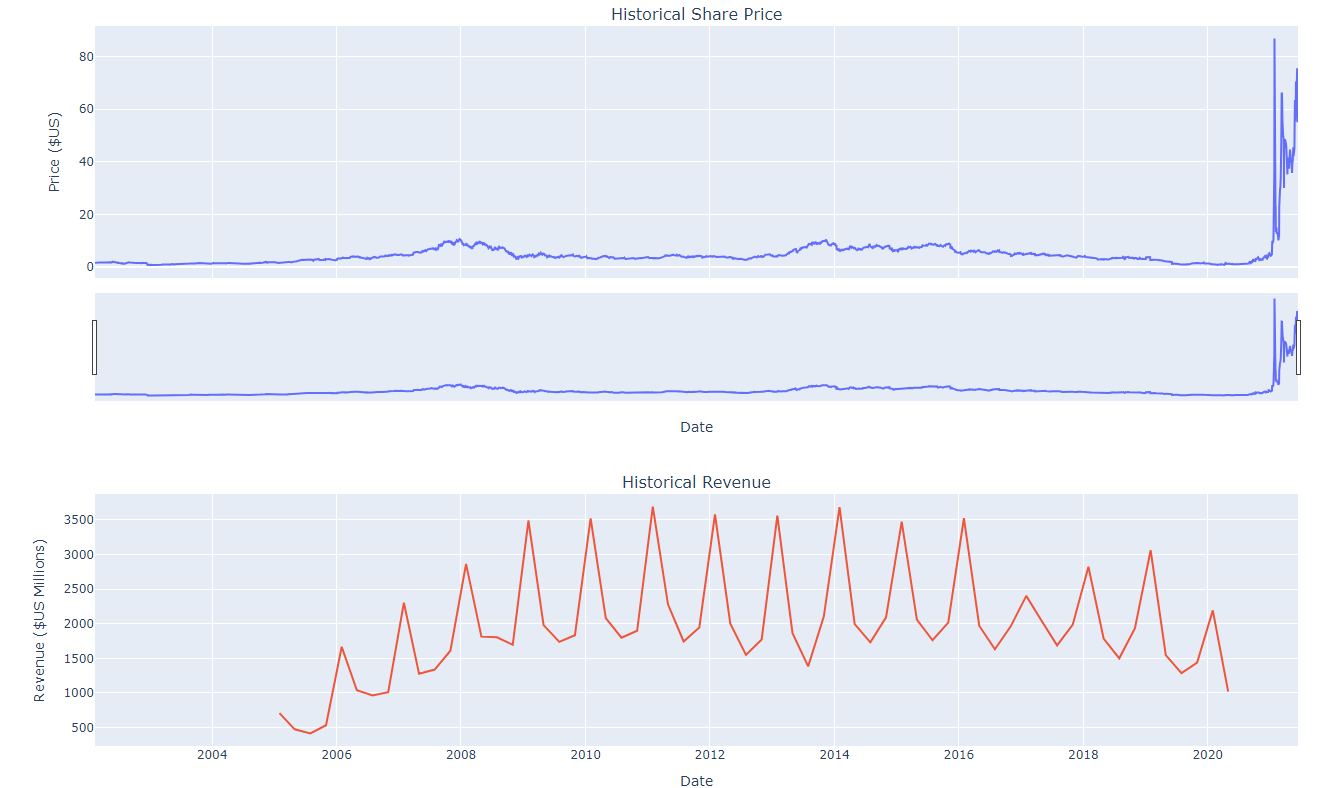 Historical Share Price
Price ($US)
80
60
40
20
0
Date
Historical Revenue
Revenue ($US Millions)
3500
3000
2500
2000
1500
1000
500
2004 2006 2008 2010 2012 2014 2016 2018 2020
Date